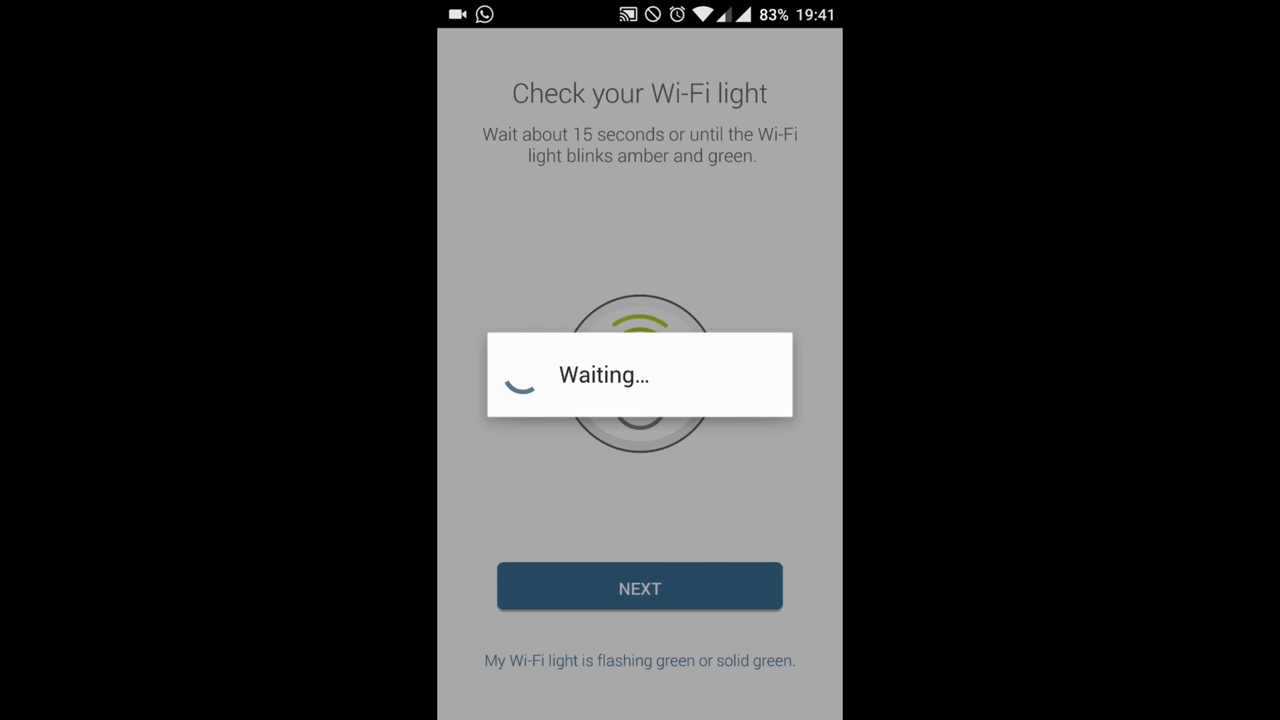 83% 19:41
Check your Wi-Fi light
Wait about 15 seconds or until the Wi-Fi
light blinks amber and green.
Waiting...
NEXT
My Wi-Fi light is flashing green or solid green.